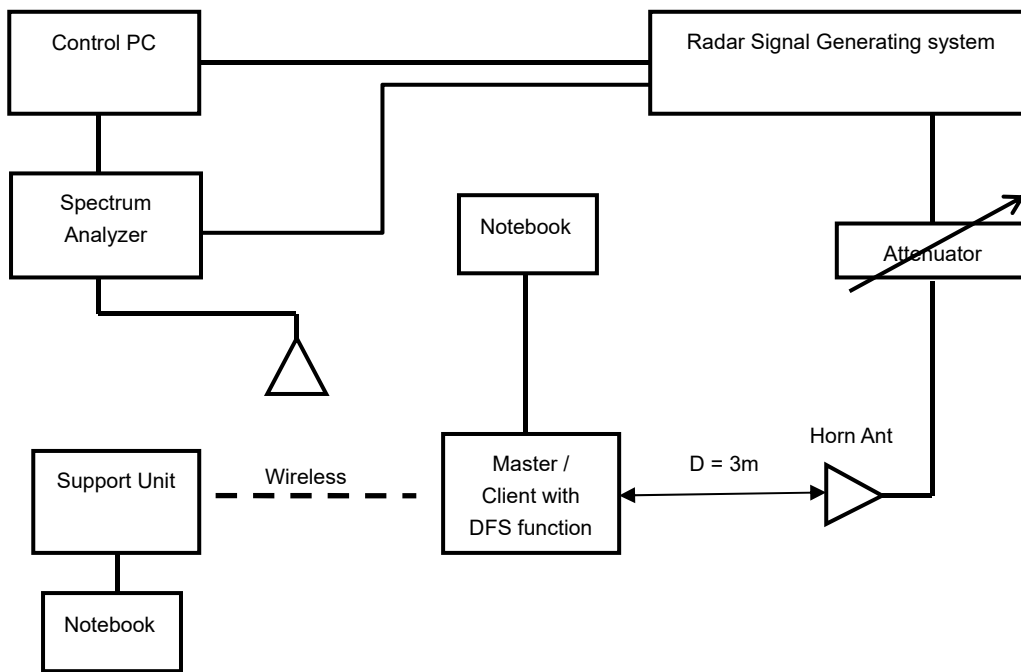 Control PC
Radar Signal Generating system
Spectrum
Analyzer
Notebook
Attenuator
Horn Ant
Support Unit
Wireless
Master /
Client with
DFS function
D = 3m
Notebook